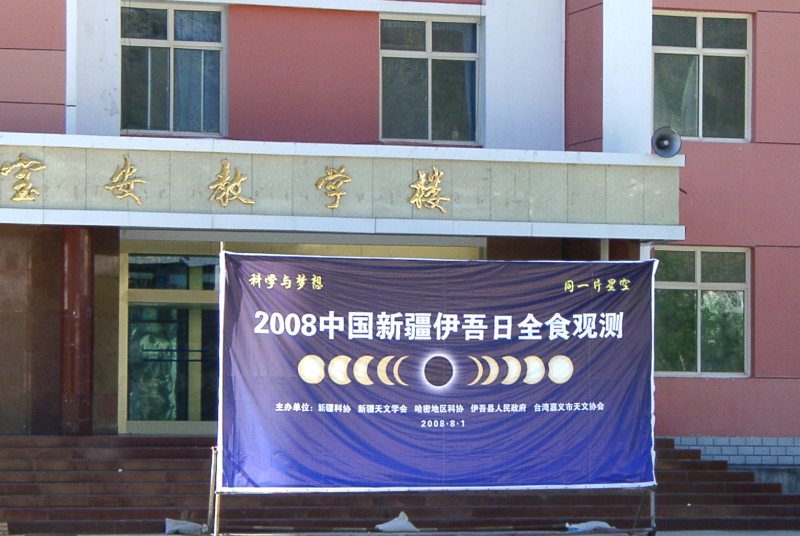 宝安教学楼
科学与梦想
同一片星空
2008中国新疆伊吾日全食观测
主办单位：新疆科协 新疆天文学会 哈密地区科协 伊吾县人民政府 台湾嘉义市天文协会
2008·8·1